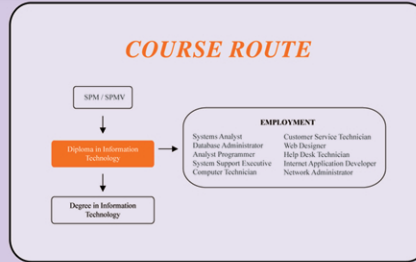 COURSE ROUTE
SPM / SPMV
Diploma in Information
Technology
Degree in Information
Technology
EMPLOYMENT
Systems Analyst
Database Administrator
Analyst Programmer
System Support Executive
Computer Technician
Customer Service Technician
Web Designer
Help Desk Technician
Internet Application Developer
Network Administrator